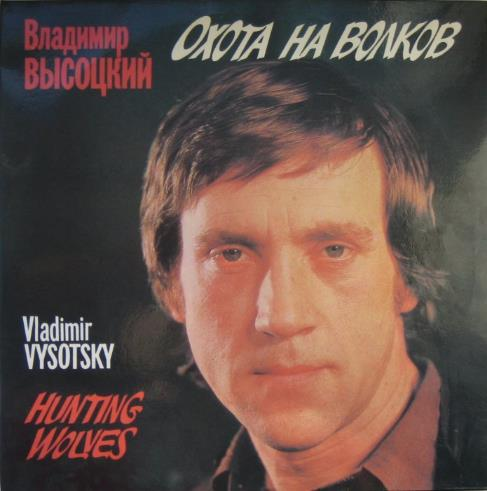 Владимир
ВЫСОЦКИЙ
ОХОТА НА ВОЛКОВ
Vladimir
VYSOTSKY
HUNTING
WOLVES